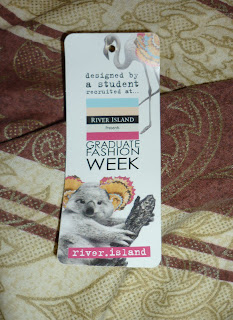 designed by
a student
recruited at...
RIVER ISLAND
Presents
GRADUATE
FASHION
WEEK
river.island